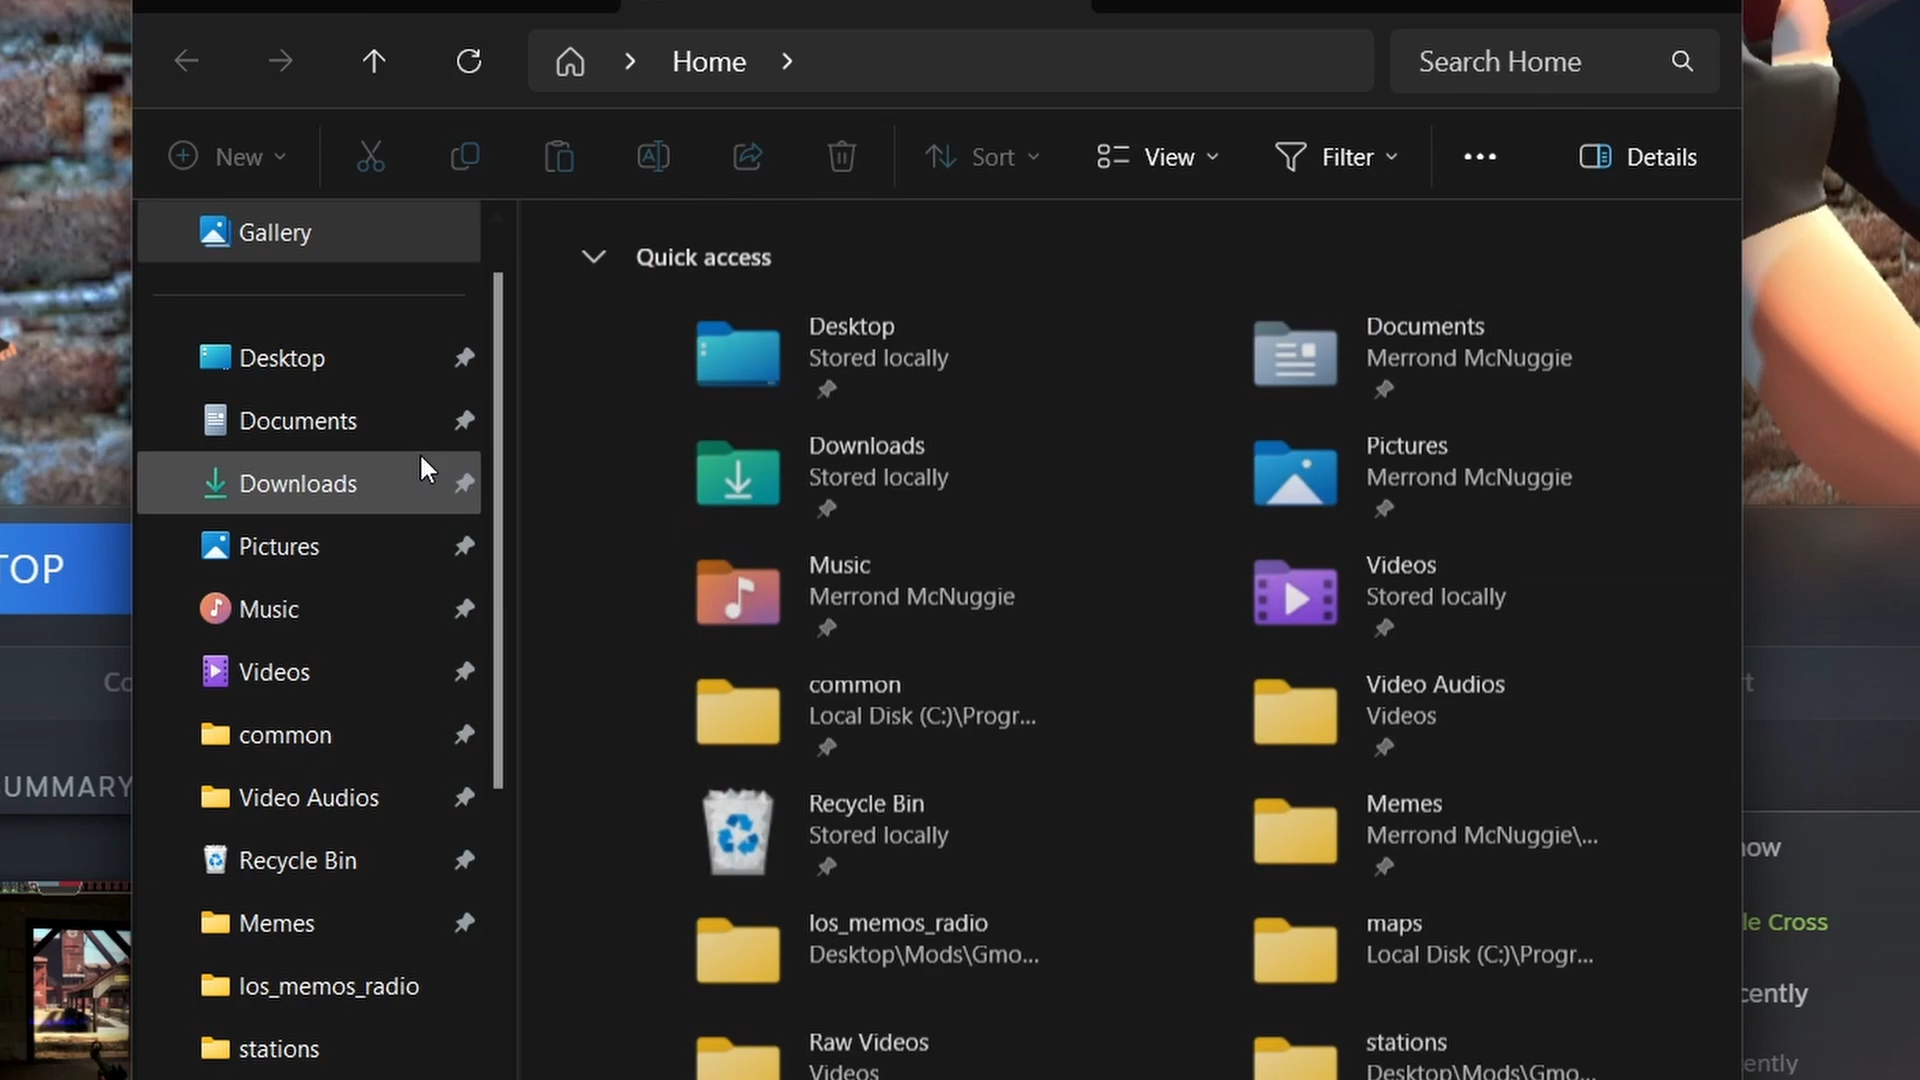 Home
Search Home
New
Sort
View
Filter
Details
Gallery
Desktop
Documents
Downloads
Pictures
Music
Videos
common
Video Audios
Recycle Bin
Memes
los_memos_radio
stations
Quick access
Desktop
Stored locally
Documents
Merrond McNuggie
Downloads
Stored locally
Pictures
Merrond McNuggie
Music
Merrond McNuggie
Videos
Stored locally
common
Local Disk (C:)\Progr...
Video Audios
Videos
Recycle Bin
Stored locally
Memes
Merrond McNuggie\...
los_memos_radio
Desktop\Mods\Gmo...
maps
Local Disk (C:)\Progr...
Raw Videos
Videos
stations
Desktop\Mods\Gmo...
TOP
UMMARY
Cross